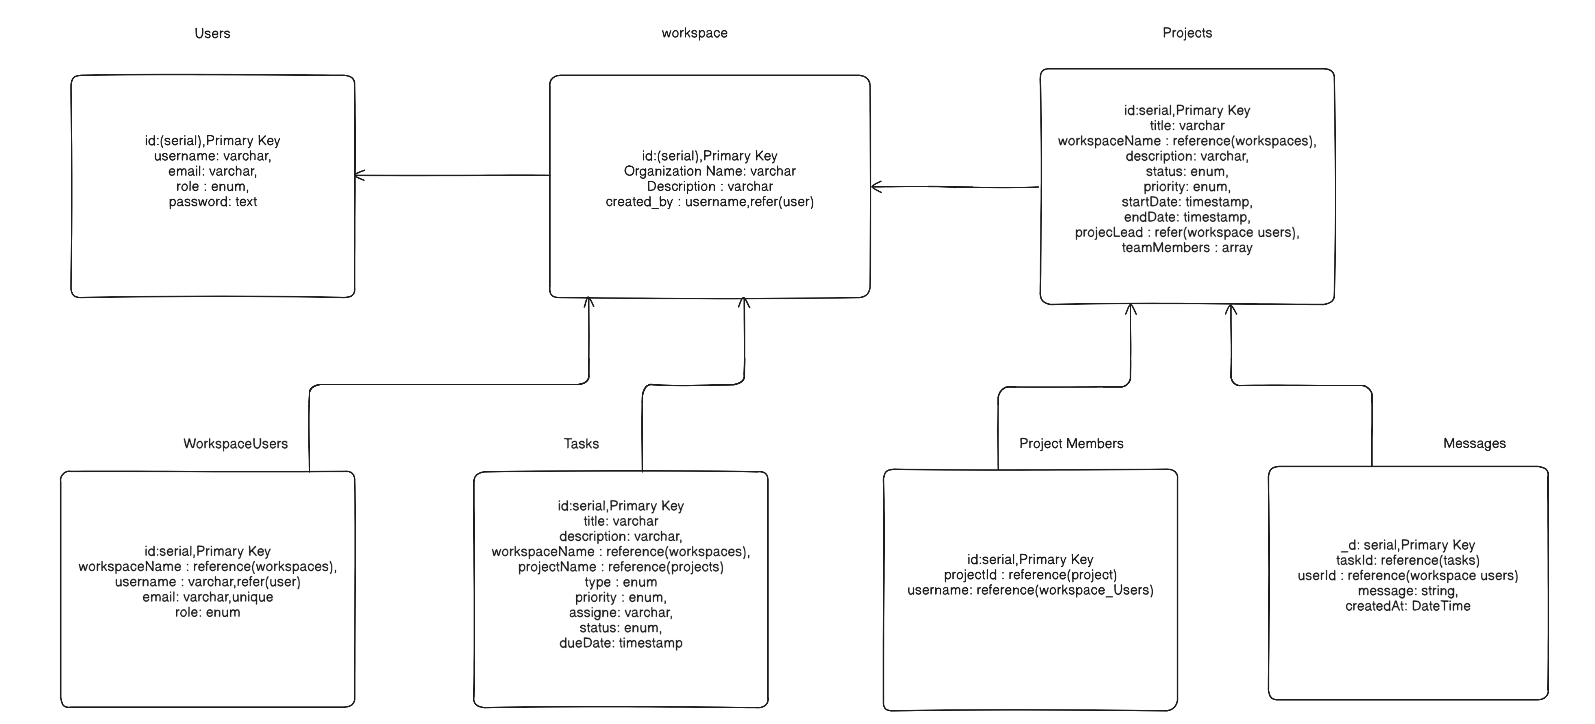 Users
id:(serial),Primary Key
username: varchar,
email: varchar,
role : enum,
password: text
workspace
id:(serial),Primary Key
Organization Name: varchar
Description : varchar
created_by : username,refer(user)
Projects
id:serial,Primary Key
title: varchar
workspaceName : reference(workspaces),
description: varchar,
status: enum,
priority: enum,
startDate: timestamp,
endDate: timestamp,
projecLead : refer(workspace users),
teamMembers : array
WorkspaceUsers
id:serial,Primary Key
workspaceName : reference(workspaces),
username : varchar,refer(user)
email: varchar,unique
role: enum
Tasks
id:serial,Primary Key
title: varchar
description: varchar,
workspaceName : reference(workspaces),
projectName : reference(projects)
type : enum
priority : enum,
assigne: varchar,
status: enum,
dueDate: timestamp
Project Members
id:serial,Primary Key
projectId : reference(project)
username: reference(workspace_Users)
Messages
_d: serial,Primary Key
taskId: reference(tasks)
userId : reference(workspace users)
message: string,
createdAt: DateTime